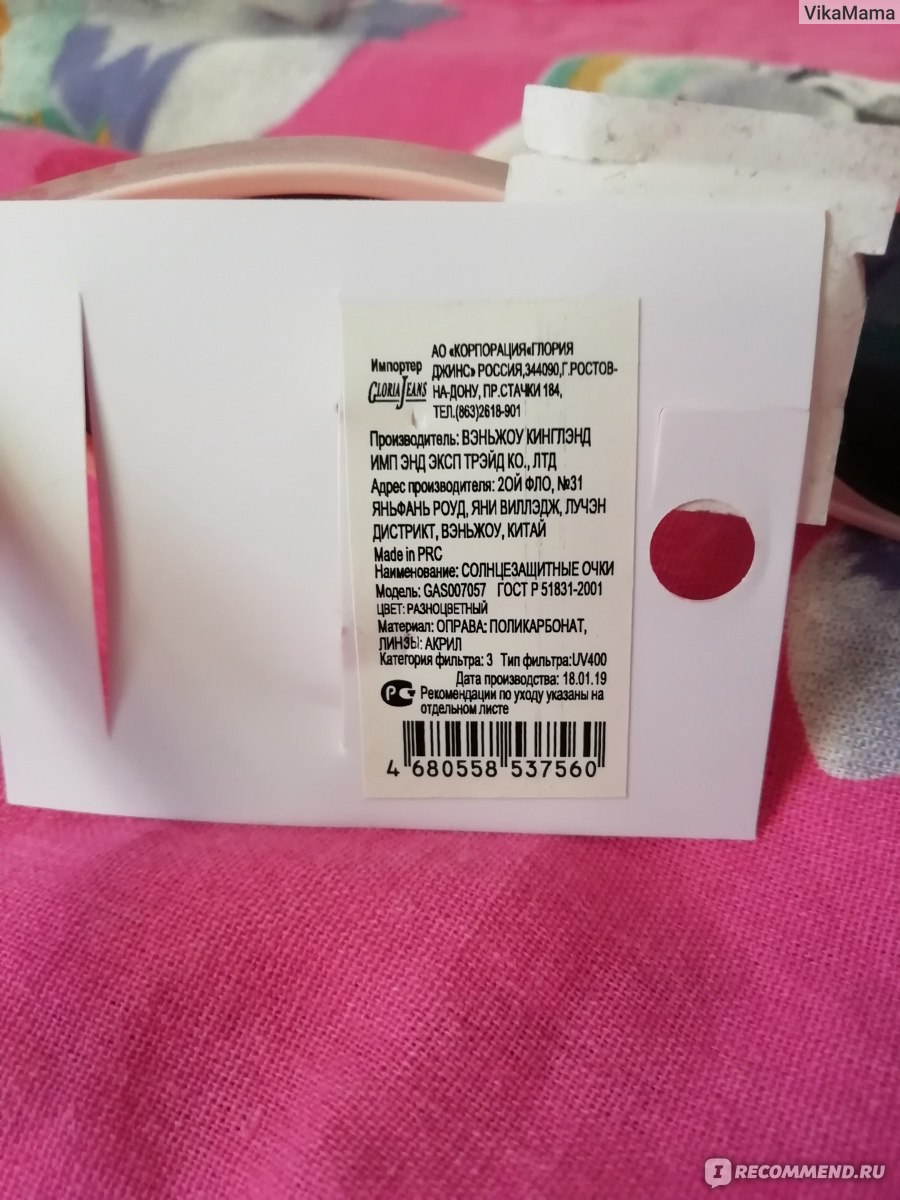 VikaMama
Импортер
GLORIA JEANS
АО «КОРПОРАЦИЯ«ГЛОРИЯ
ДЖИНС» РОССИЯ,344090,Г.РОСТОВ-
НА-ДОНУ, ПР.СТАЧКИ 184,
ТЕЛ.(863)2618-901
Производитель: ВЭНЬЖОУ КИНГЛЭНД
ИМП ЭНД ЭКСП ТРЭЙД КО., ЛТД
Адрес производителя: 2ОЙ ФЛО, №31
ЯНЬФАНЬ РОУД, ЯНИ ВИЛЛЭДЖ, ЛУЧЭН
ДИСТРИКТ, ВЭНЬЖОУ, КИТАЙ
Made in PRC
Наименование: СОЛНЦЕЗАЩИТНЫЕ ОЧКИ
Модель: GAS007057 ГОСТ Р 51831-2001
ЦВЕТ: РАЗНОЦВЕТНЫЙ
Материал: ОПРАВА: ПОЛИКАРБОНАТ,
ЛИНЗЫ: АКРИЛ
Категория фильтра: 3 Тип фильтра:UV400
Дата производства: 18.01.19
Рекомендации по уходу указаны на
отдельном листе
4 680558 537560
IRECOMMEND.RU